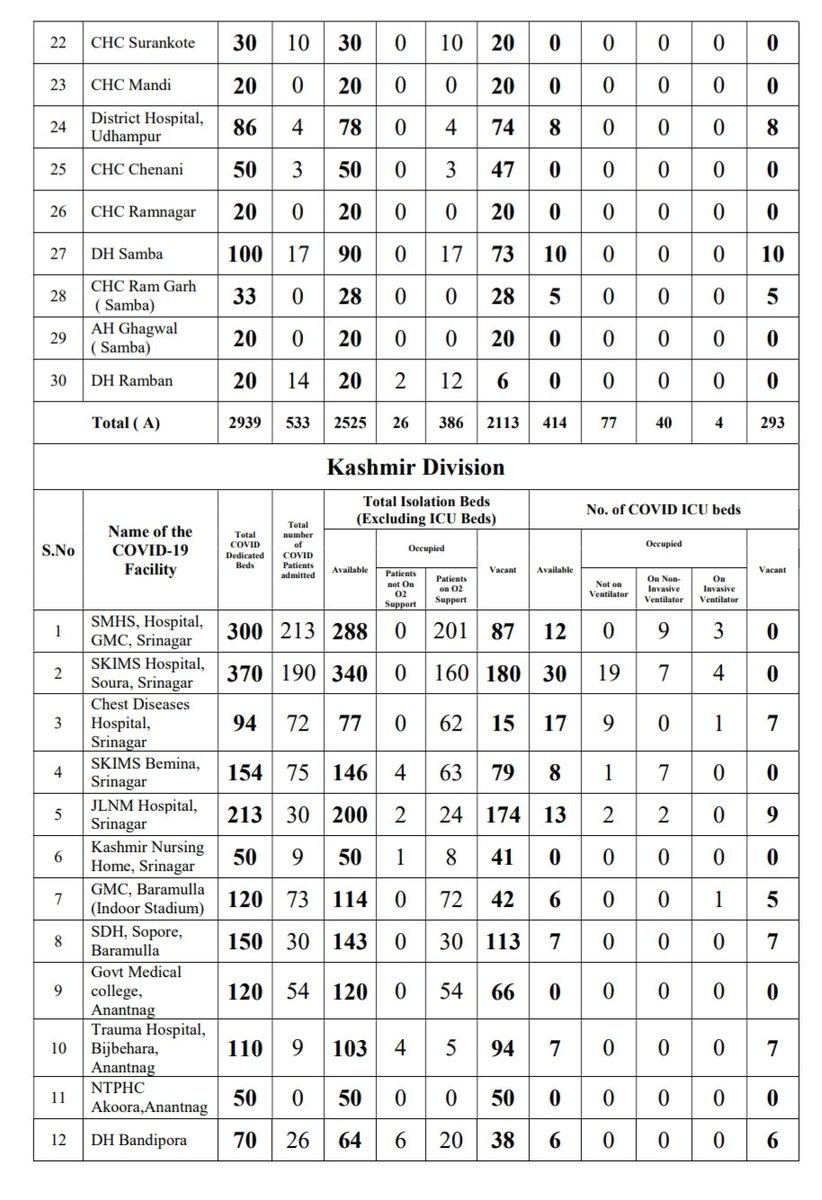 22 CHC Surankote 30 10 30 0 10 20 0 0 0 0 0
23 CHC Mandi 20 0 20 0 0 20 0 0 0 0 0
24 District Hospital, Udhampur 86 4 78 0 4 74 8 0 0 0 8
25 CHC Chenani 50 3 50 0 3 47 0 0 0 0 0
26 CHC Ramnagar 20 0 20 0 0 20 0 0 0 0 0
27 DH Samba 100 17 90 0 17 73 10 0 0 0 10
28 CHC Ram Garh ( Samba) 33 0 28 0 0 28 5 0 0 0 5
29 AH Ghagwal ( Samba) 20 0 20 0 0 20 0 0 0 0 0
30 DH Ramban 20 14 20 2 12 6 0 0 0 0 0
Total ( A) 2939 533 2525 26 386 2113 414 77 40 4 293
Kashmir Division
S.No
Name of the COVID-19 Facility
Total COVID Dedicated Beds
Total number of COVID Patients admitted
Total Isolation Beds (Excluding ICU Beds)
Available
Occupied
Patients not On O2 Support
Patients on O2 Support
Vacant
No. of COVID ICU beds
Available
Occupied
Not on Ventilator
On Non-Invasive Ventilator
On Invasive Ventilator
Vacant
1 SMHS, Hospital, GMC, Srinagar 300 213 288 0 201 87 12 0 9 3 0
2 SKIMS Hospital, Soura, Srinagar 370 190 340 0 160 180 30 19 7 4 0
3 Chest Diseases Hospital, Srinagar 94 72 77 0 62 15 17 9 0 1 7
4 SKIMS Bemina, Srinagar 154 75 146 4 63 79 8 1 7 0 0
5 JLNM Hospital, Srinagar 213 30 200 2 24 174 13 2 2 0 9
6 Kashmir Nursing Home, Srinagar 50 9 50 1 8 41 0 0 0 0 0
7 GMC, Baramulla (Indoor Stadium) 120 73 114 0 72 42 6 0 0 1 5
8 SDH, Sopore, Baramulla 150 30 143 0 30 113 7 0 0 0 7
9 Govt Medical college, Anantnag 120 54 120 0 54 66 0 0 0 0 0
10 Trauma Hospital, Bijbehara, Anantnag 110 9 103 4 5 94 7 0 0 0 7
11 NTPHC Akoora,Anantnag 50 0 50 0 0 50 0 0 0 0 0
12 DH Bandipora 70 26 64 6 20 38 6 0 0 0 6